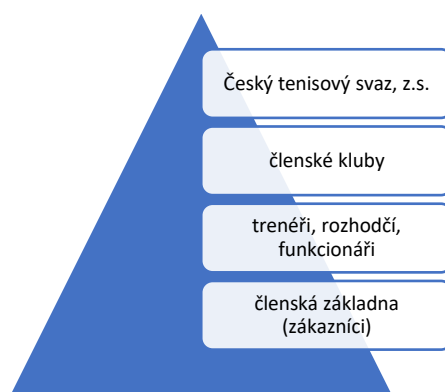 Český tenisový svaz, z.s.
členské kluby
trenéři, rozhodčí,
funkcionáři
členská základna
(zákazníci)